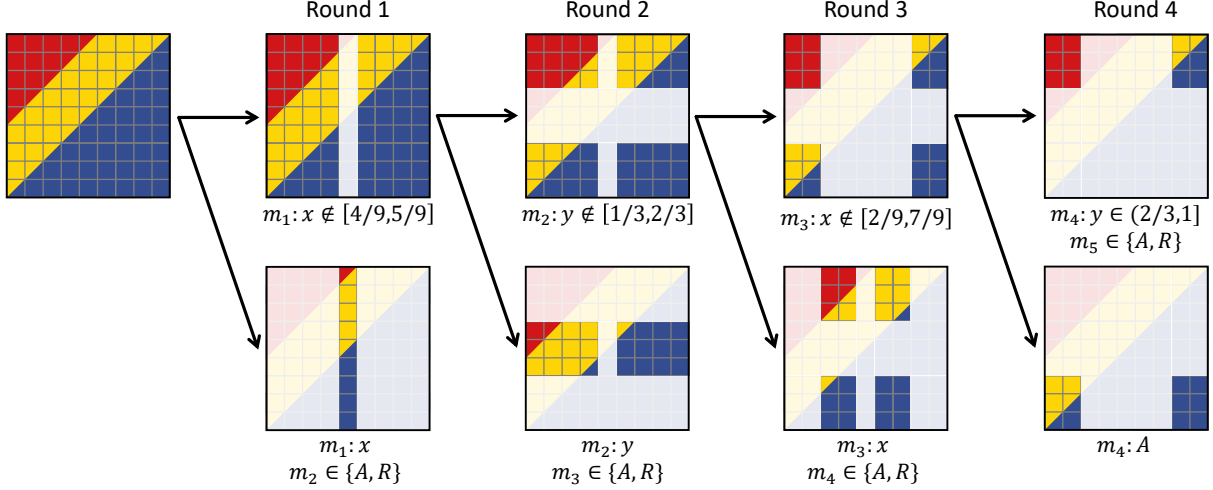 Round 1
Round 2
Round 3
Round 4
m₁: x ∉ [4/9,5/9]
m₂: y ∉ [1/3,2/3]
m₃: x ∉ [2/9,7/9]
m₄: y ∈ (2/3,1]
m₅ ∈ {A, R}
m₁: x
m₂ ∈ {A, R}
m₂: y
m₃ ∈ {A, R}
m₃: x
m₄ ∈ {A, R}
m₄: A